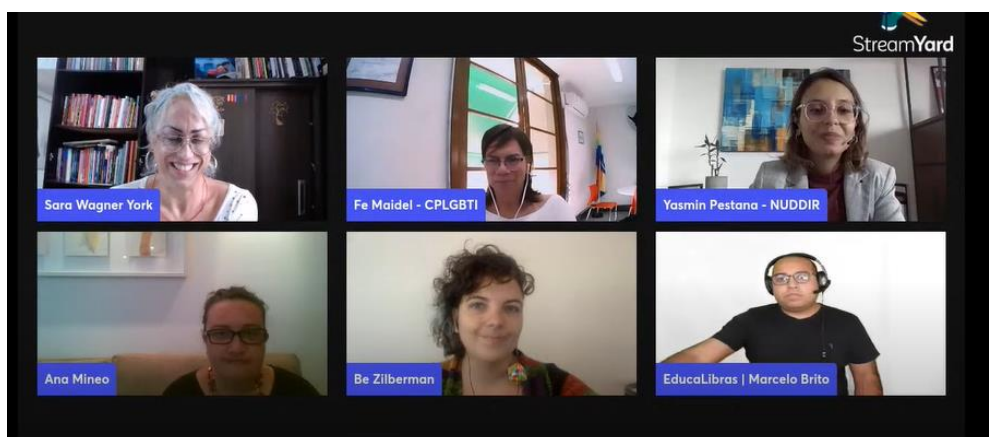 StreamYard
Sara Wagner York
Fe Maidel - CPLGBTI
Yasmin Pestana - NUDDIR
Ana Mineo
Be Zilberman
EducaLibras | Marcelo Brito